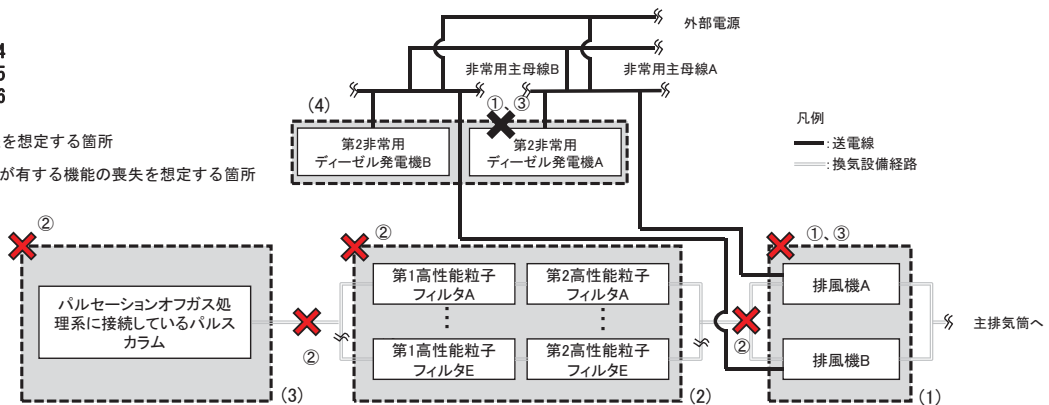 外部電源
4
5
6
非常用主母線B
非常用主母線A
(4)
①、③
を想定する箇所
が有する機能の喪失を想定する箇所
第2非常用
ディーゼル発電機B
第2非常用
ディーゼル発電機A
凡例
:送電線
:換気設備経路
②
②
①、③
パルセーションオフガス処
理系に接続しているパルス
カラム
②
(3)
第1高性能粒子
フィルタA
第2高性能粒子
フィルタA
⋮
⋮
第1高性能粒子
フィルタE
第2高性能粒子
フィルタE
(2)
②
排風機A
排風機B
(1)
主排気筒へ